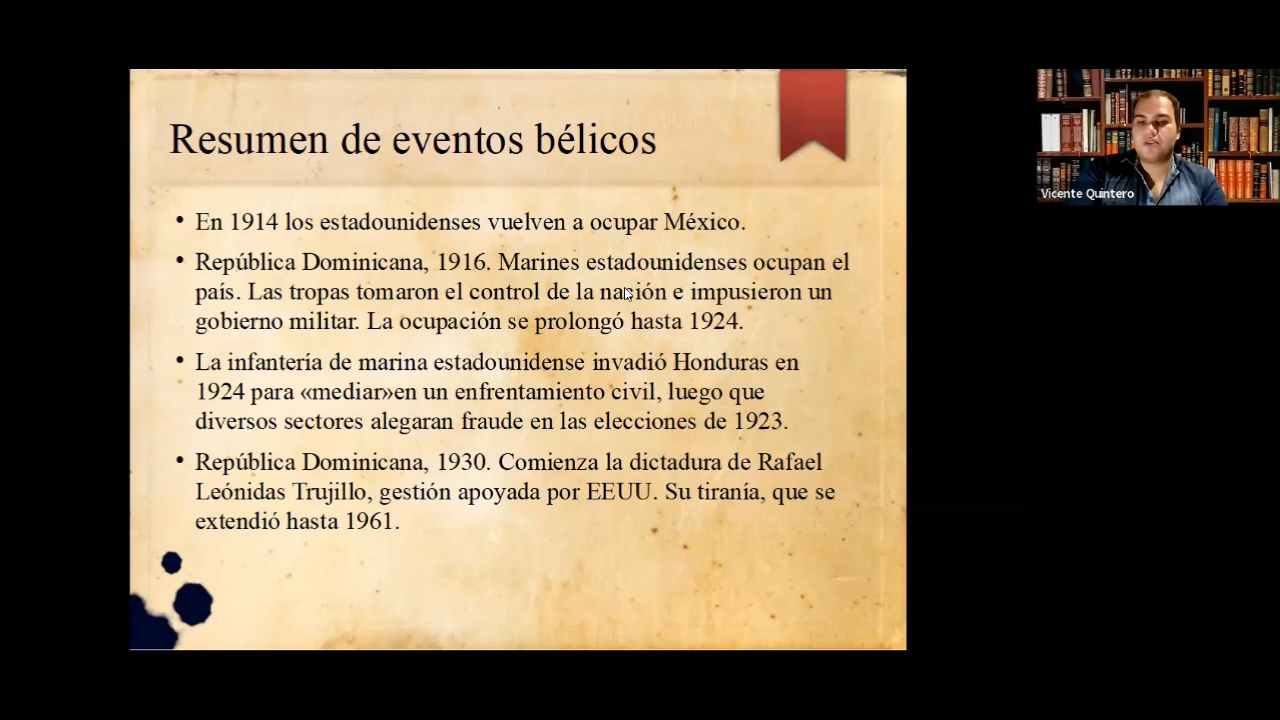 Resumen de eventos bélicos
• En 1914 los estadounidenses vuelven a ocupar México.
• República Dominicana, 1916. Marines estadounidenses ocupan el
país. Las tropas tomaron el control de la nación e impusieron un
gobierno militar. La ocupación se prolongó hasta 1924.
• La infantería de marina estadounidense invadió Honduras en
1924 para «mediar»en un enfrentamiento civil, luego que
diversos sectores alegaran fraude en las elecciones de 1923.
• República Dominicana, 1930. Comienza la dictadura de Rafael
Leónidas Trujillo, gestión apoyada por EEUU. Su tiranía, que se
extendió hasta 1961.
Vicente Quintero